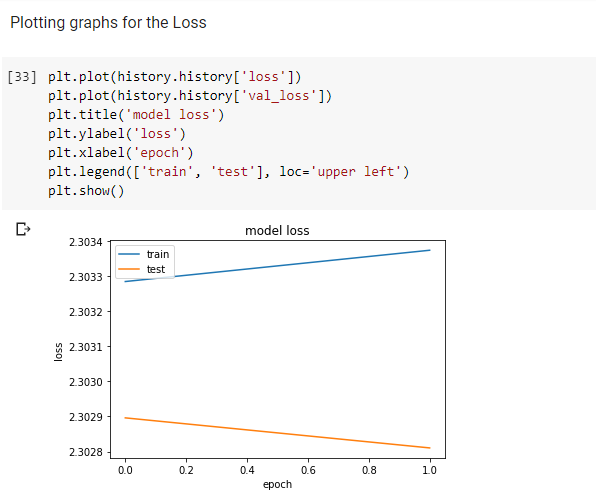 Plotting graphs for the Loss
[33] plt.plot(history.history['loss'])
plt.plot(history.history['val_loss'])
plt.title('model loss')
plt.ylabel('loss')
plt.xlabel('epoch')
plt.legend(['train', 'test'], loc='upper left')
plt.show()
model loss
2.3034
train
test
2.3033
2.3032
2.3031
loss
2.3030
2.3029
2.3028
0.0 0.2 0.4 0.6 0.8 1.0
epoch